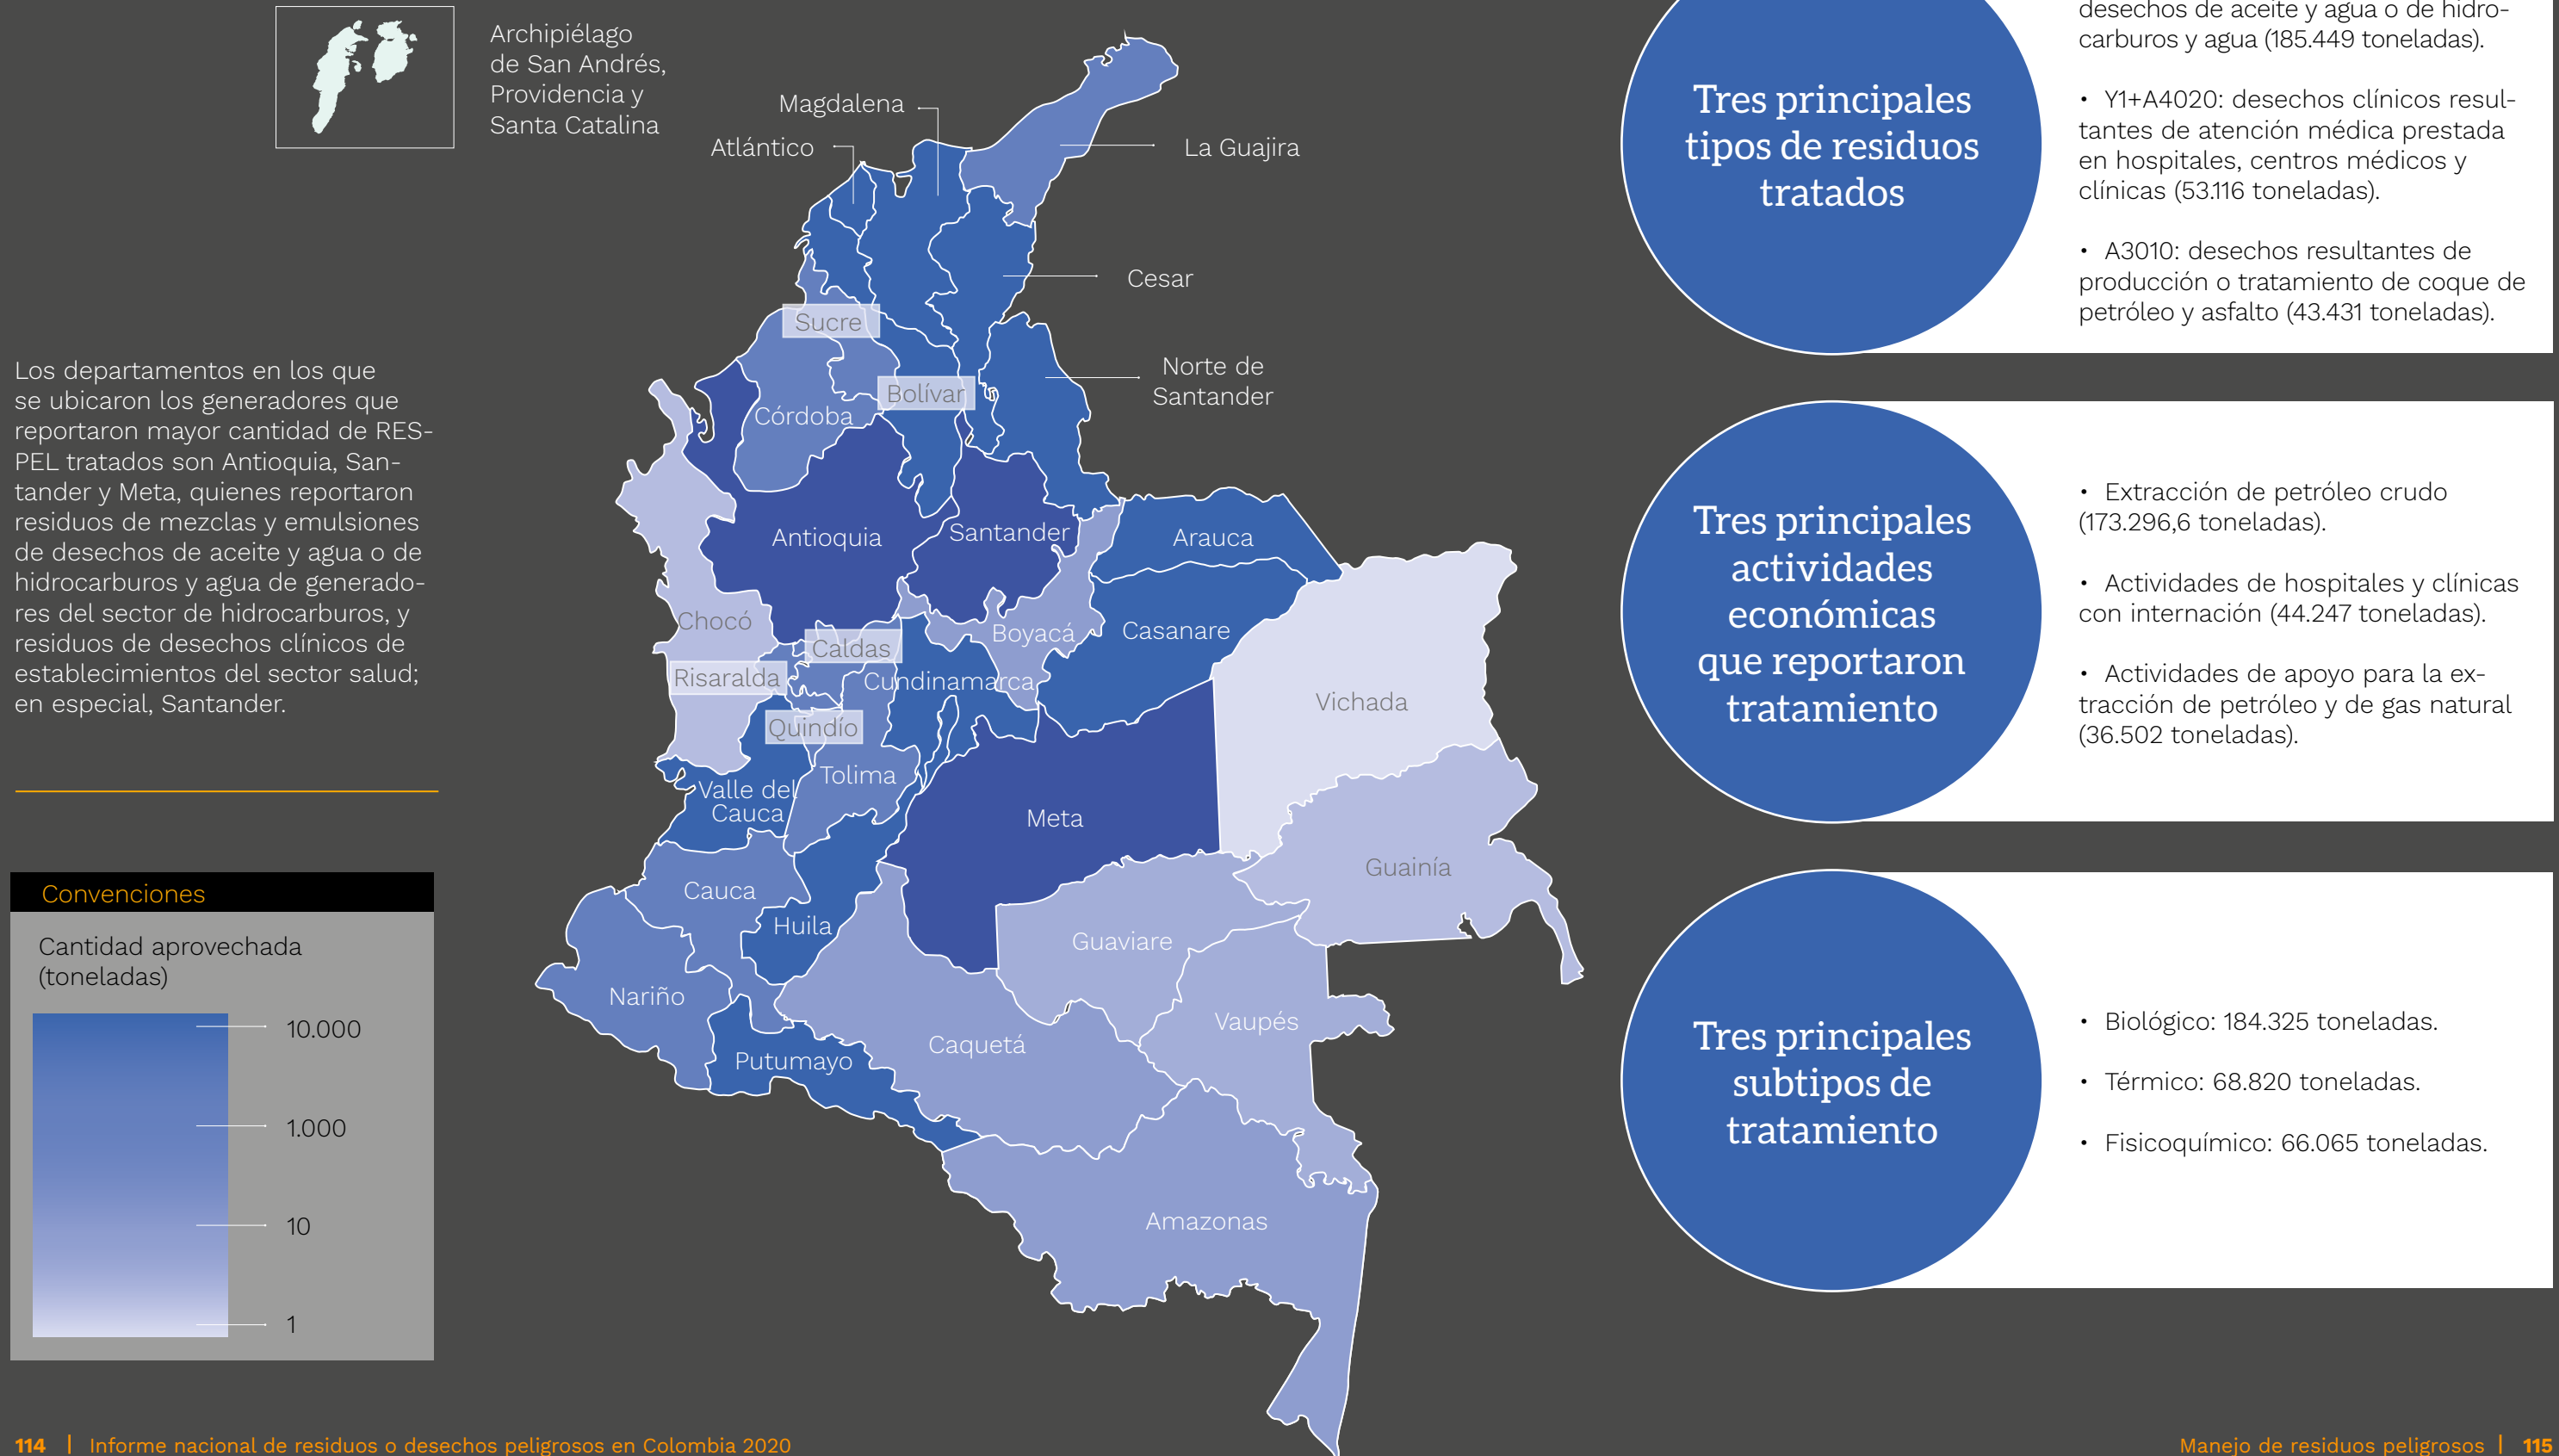 Archipiélago
de San Andrés,
Providencia y
Santa Catalina
Los departamentos en los que
se ubicaron los generadores que
reportaron mayor cantidad de RES-
PEL tratados son Antioquia, San-
tander y Meta, quienes reportaron
residuos de mezclas y emulsiones
de desechos de aceite y agua o de
hidrocarburos y agua de generado-
res del sector de hidrocarburos, y
residuos de desechos clínicos de
establecimientos del sector salud;
en especial, Santander.
Convenciones
Cantidad aprovechada
(toneladas)
10.000
1.000
10
1
Magdalena
Atlántico
La Guajira
Cesar
Sucre
Norte de
Santander
Bolívar
Córdoba
Antioquia
Santander
Arauca
Chocó
Caldas
Boyacá
Casanare
Risaralda
Cundinamarca
Vichada
Quindío
Tolima
Valle del
Cauca
Meta
Guainía
Cauca
Huila
Guaviare
Nariño
Vaupés
Caquetá
Putumayo
Amazonas
Tres principales
tipos de residuos
tratados
desechos de aceite y agua o de hidro-
carburos y agua (185.449 toneladas).
• Y1+A4020: desechos clínicos resul-
tantes de atención médica prestada
en hospitales, centros médicos y
clínicas (53.116 toneladas).
• A3010: desechos resultantes de
producción o tratamiento de coque de
petróleo y asfalto (43.431 toneladas).
Tres principales
actividades
económicas
que reportaron
tratamiento
• Extracción de petróleo crudo
(173.296,6 toneladas).
• Actividades de hospitales y clínicas
con internación (44.247 toneladas).
• Actividades de apoyo para la ex-
tracción de petróleo y de gas natural
(36.502 toneladas).
Tres principales
subtipos de
tratamiento
• Biológico: 184.325 toneladas.
• Térmico: 68.820 toneladas.
• Fisicoquímico: 66.065 toneladas.
114 | Informe nacional de residuos o desechos peligrosos en Colombia 2020
Manejo de residuos peligrosos | 115